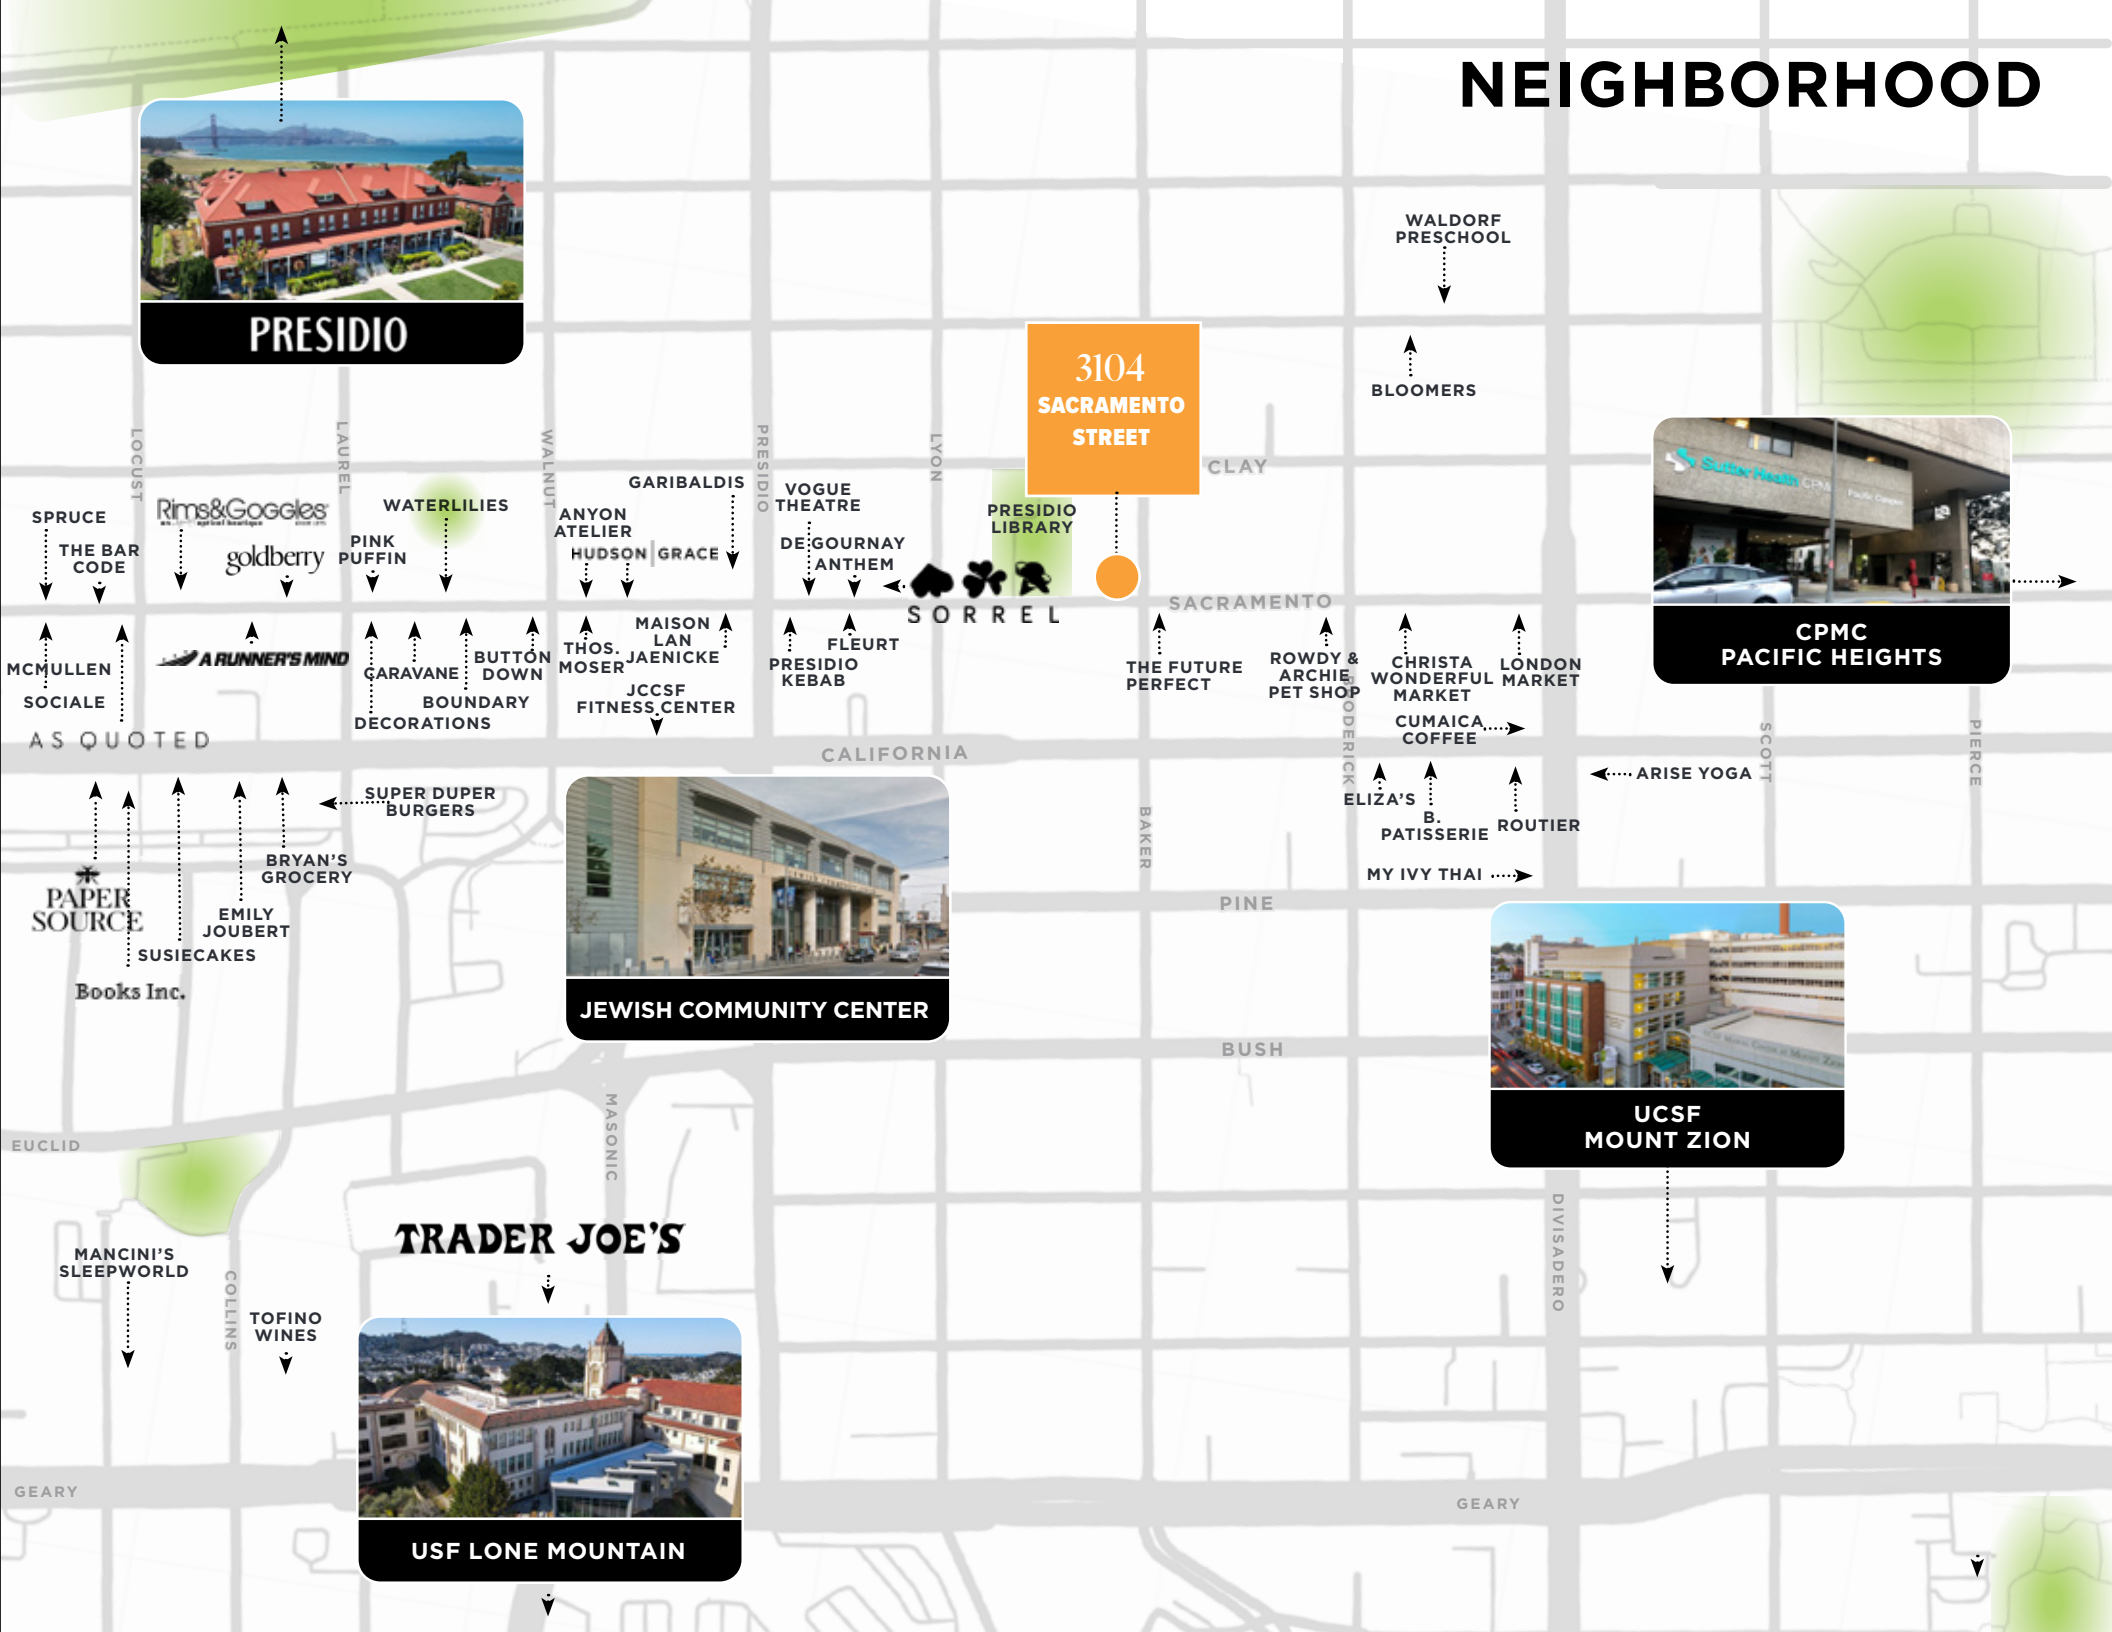 NEIGHBORHOOD
PRESIDIO
WALDORF
PRESCHOOL
BLOOMERS
3104
SACRAMENTO
STREET
LOCUST
LAUREL
WALNUT
PRESIDIO
LYON
CLAY
Sutter Health CPMC
Pacific Campus
CPMC
PACIFIC HEIGHTS
SPRUCE
THE BAR
CODE
Rims&Goggles
goldberry
PINK
PUFFIN
WATERLILIES
ANYON
ATELIER
HUDSON GRACE
GARIBALDIS
VOGUE
THEATRE
DE GOURNAY
ANTHEM
SORREL
PRESIDIO
LIBRARY
SACRAMENTO
MCMULLEN
SOCIALE
AS QUOTED
A RUNNER'S MIND
CARAVANE
DECORATIONS
BOUNDARY
BUTTON
DOWN
THOS.
MOSER
MAISON
LAN
JAENICKE
JCCSF
FITNESS CENTER
PRESIDIO
KEBAB
FLEURT
THE FUTURE
PERFECT
ROWDY &
ARCHIE
PET SHOP
CHRISTA
WONDERFUL
MARKET
LONDON
MARKET
CUMAICA
COFFEE
CALIFORNIA
BRODERICK
SCOTT
PIERCE
ARISE YOGA
ELIZA'S
B.
PATISSERIE
ROUTIER
MY IVY THAI
SUPER DUPER
BURGERS
BRYAN'S
GROCERY
PAPER
SOURCE
EMILY
JOUBERT
SUSIECAKES
Books Inc.
BAKER
PINE
JEWISH COMMUNITY CENTER
BUSH
UCSF
MOUNT ZION
EUCLID
MASONIC
DIVISADERO
TRADER JOE'S
MANCINI'S
SLEEPWORLD
COLLINS
TOFINO
WINES
GEARY
GEARY
USF LONE MOUNTAIN